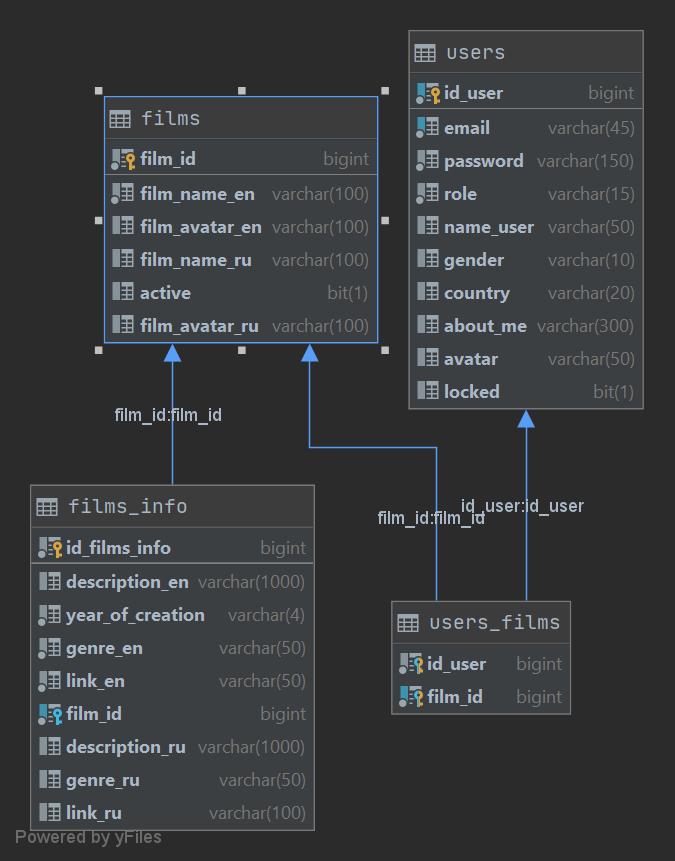 users
id_user bigint
email varchar(45)
password varchar(150)
role varchar(15)
name_user varchar(50)
gender varchar(10)
country varchar(20)
about_me varchar(300)
avatar varchar(50)
locked bit(1)
films
film_id bigint
film_name_en varchar(100)
film_avatar_en varchar(100)
film_name_ru varchar(100)
active bit(1)
film_avatar_ru varchar(100)
film_id:film_id
film_id:film_id
id_user:id_user
films_info
id_films_info bigint
description_en varchar(1000)
year_of_creation varchar(4)
genre_en varchar(50)
link_en varchar(50)
film_id bigint
description_ru varchar(1000)
genre_ru varchar(50)
link_ru varchar(100)
users_films
id_user bigint
film_id bigint
Powered by yFiles